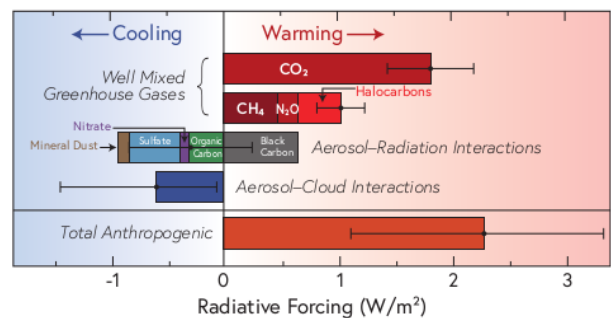 Cooling
Warming
Well Mixed
Greenhouse Gases
CO₂
CH₄
N₂O
Halocarbons
Nitrate
Mineral Dust
Sulfate
Organic
Carbon
Black
Carbon
Aerosol–Radiation Interactions
Aerosol–Cloud Interactions
Total Anthropogenic
-1
0
1
2
3
Radiative Forcing (W/m²)